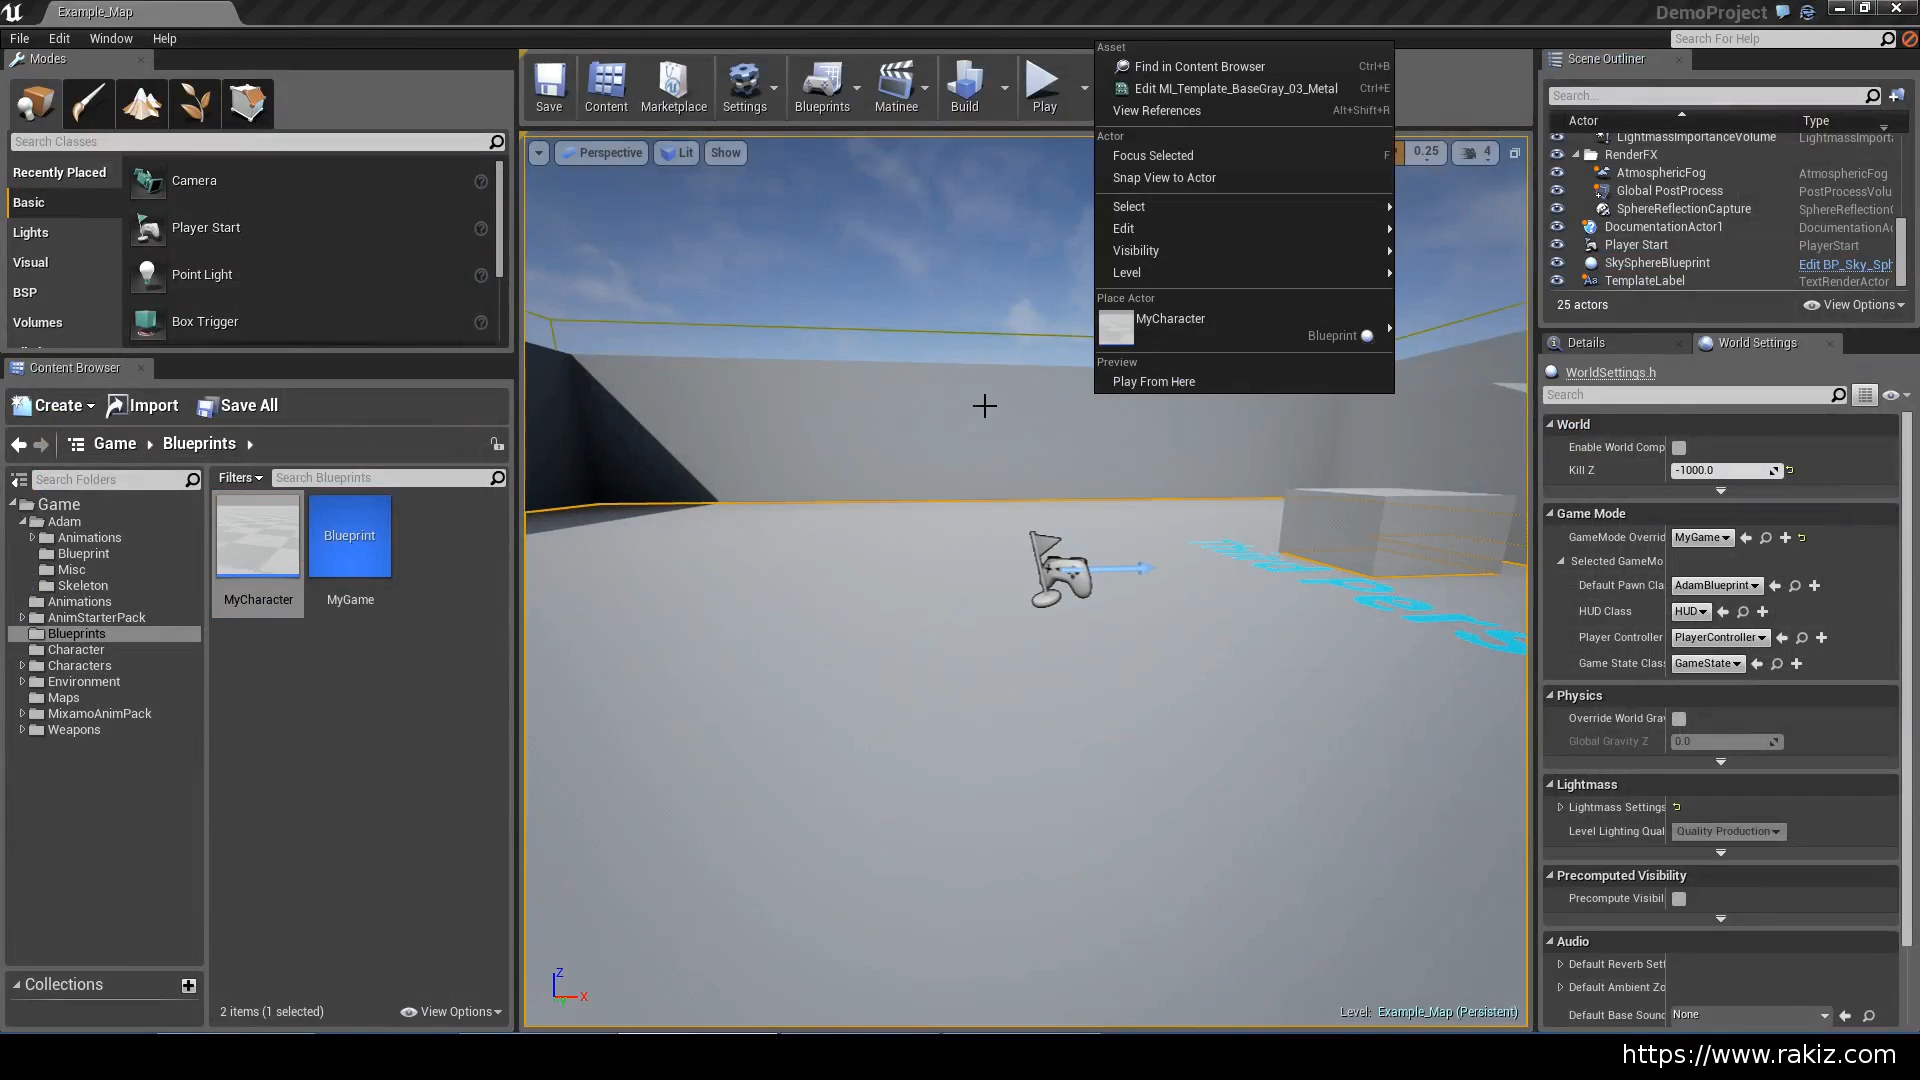 Example_Map
DemoProject
File Edit Window Help
Search For Help
Modes
Search Classes
Recently Placed
Basic
Lights
Visual
BSP
Volumes
Camera
Player Start
Point Light
Box Trigger
Save
Content
Marketplace
Settings
Blueprints
Matinee
Build
Play
Perspective
Lit
Show
0.25
4
Asset
Find in Content Browser Ctrl+B
Edit MI_Template_BaseGray_03_Metal Ctrl+E
View References Alt+Shift+R
Actor
Focus Selected F
Snap View to Actor
Select
Edit
Visibility
Level
Place Actor
MyCharacter
Blueprint
Preview
Play From Here
Content Browser
Create Import Save All
Game Blueprints
Search Folders
Game
Adam
Animations
Blueprint
Misc
Skeleton
Animations
AnimStarterPack
Blueprints
Character
Characters
Environment
Maps
MixamoAnimPack
Weapons
Collections
Filters Search Blueprints
Blueprint
MyCharacter MyGame
2 items (1 selected) View Options
Z
X
Level: Example_Map (Persistent)
Scene Outliner
Search...
Actor Type
LightmassImportanceVolume LightmassImport
RenderFX
AtmosphericFog AtmosphericFog
Global PostProcess PostProcessVolu
SphereReflectionCapture SphereReflection
DocumentationActor1 DocumentationA
Player Start PlayerStart
SkySphereBlueprint Edit BP_Sky_Sph
TemplateLabel TextRenderActor
25 actors View Options
Details World Settings
WorldSettings.h
Search
World
Enable World Comp
Kill Z -1000.0
Game Mode
GameMode Overrid MyGame
Selected GameMo
Default Pawn Cla AdamBlueprint
HUD Class HUD
Player Controller PlayerController
Game State Clas GameState
Physics
Override World Gra
Global Gravity Z 0.0
Lightmass
Lightmass Settings
Level Lighting Qual Quality Production
Precomputed Visibility
Precompute Visibil
Audio
Default Reverb Sett
Default Ambient Zo
Default Base Sound None
https://www.rakiz.com